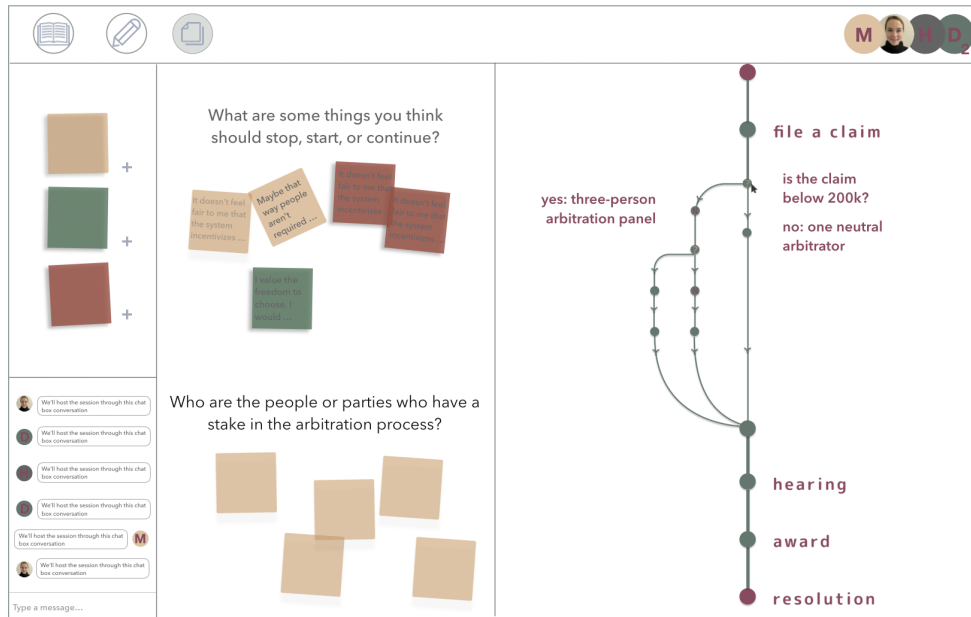 M
H
D
2
What are some things you think
should stop, start, or continue?
It doesn't feel
fair to me that
the system
incentivizes ...
Maybe that
way people
aren't
required ...
It doesn't feel
fair to me that
the system
incentivizes ...
It doesn't feel
fair to me that
the system
incentivizes ...
I value the
freedom to
choose. I
would ...
+
+
+
Who are the people or parties who have a
stake in the arbitration process?
We'll host the session through this chat
box conversation
D
We'll host the session through this chat
box conversation
We'll host the session through this chat
box conversation
D
We'll host the session through this chat
box conversation
We'll host the session through this chat
box conversation
M
We'll host the session through this chat
box conversation
Type a message...
file a claim
is the claim
below 200k?
yes: three-person
arbitration panel
no: one neutral
arbitrator
hearing
award
resolution